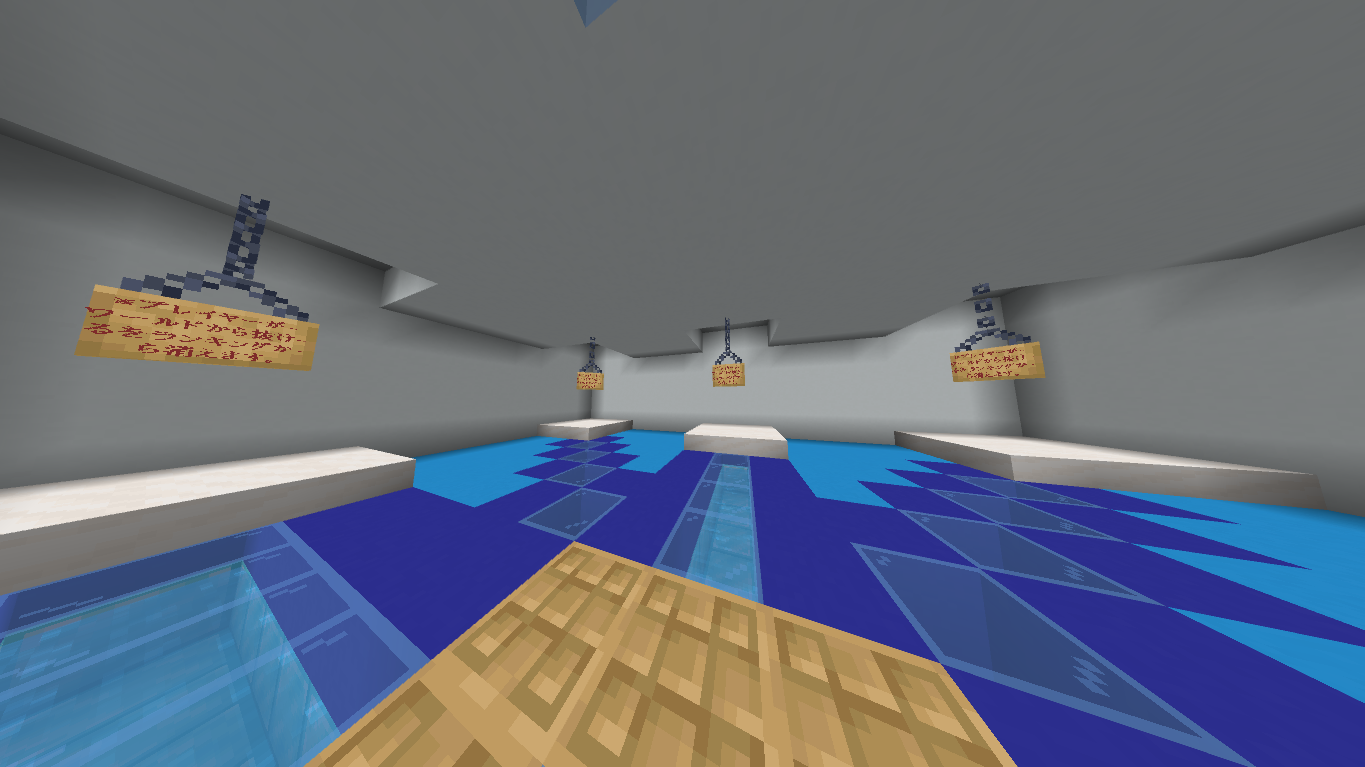 ※プレイヤーが
ワールドから抜け
るとランキングか
ら消えます。
※プレイヤーが
ワールドから抜け
るとランキングか
ら消えます。